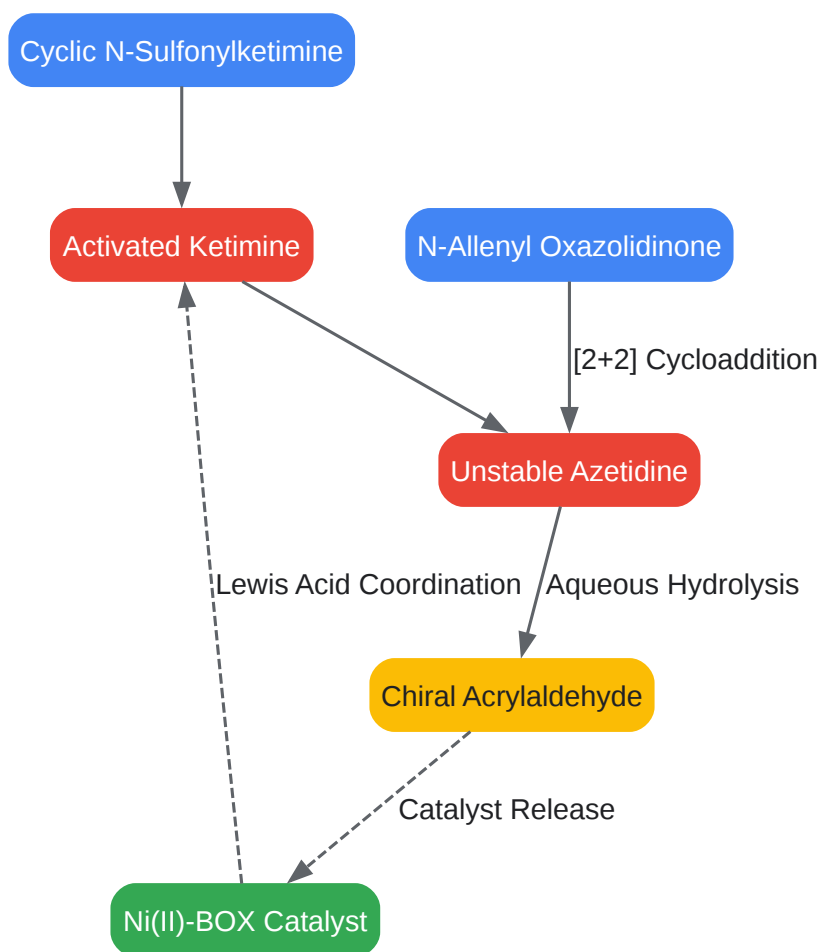 Cyclic N-Sulfonylketimine
Activated Ketimine
N-Allenyl Oxazolidinone
[2+2] Cycloaddition
Unstable Azetidine
Lewis Acid Coordination
Aqueous Hydrolysis
Chiral Acrylaldehyde
Catalyst Release
Ni(II)-BOX Catalyst